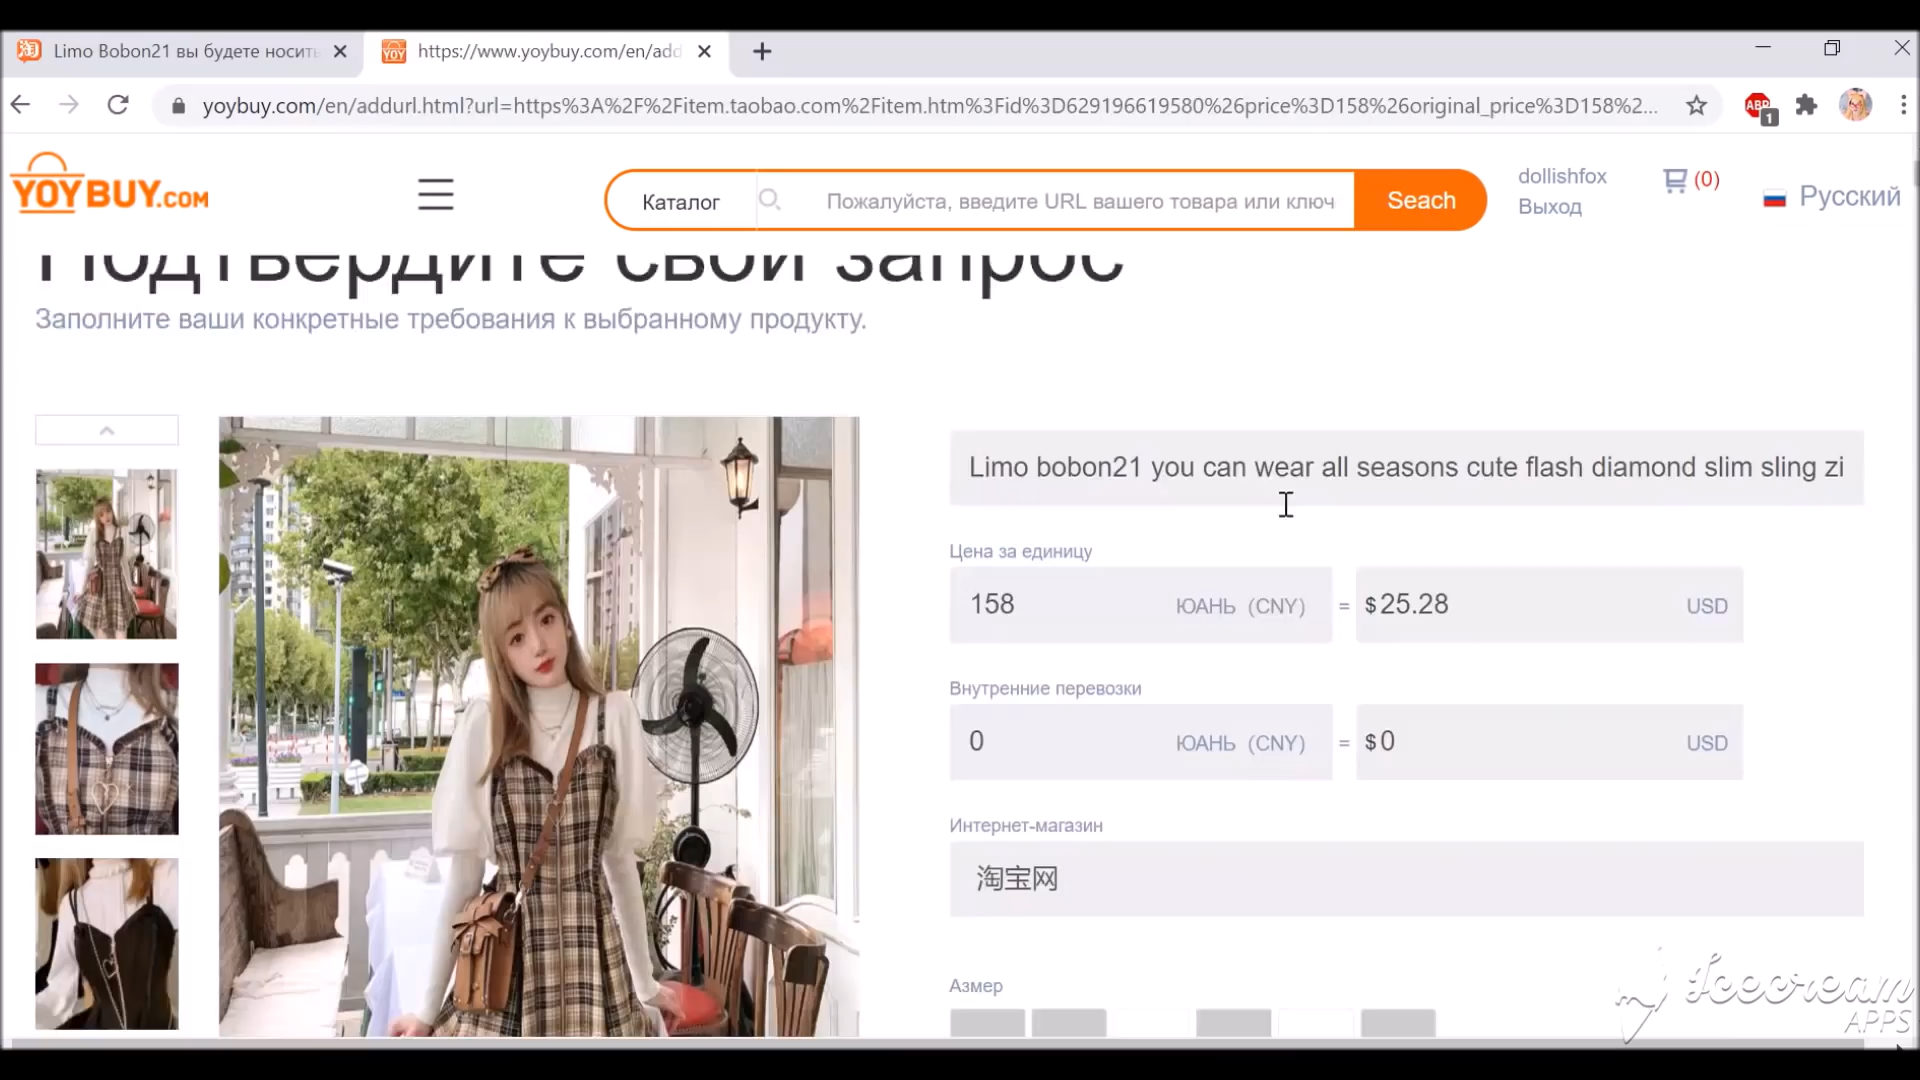 Limo Bobon21 вы будете носить
https://www.yoybuy.com/en/add
yoybuy.com/en/addurl.html?url=https%3A%2F%2Fitem.taobao.com%2Fitem.htm%3Fid%3D629196619580%26price%3D158%26original_price%3D158%2...
ABP
1
YOYBUY.COM
Каталог
Пожалуйста, введите URL вашего товара или ключ
Seach
dollishfox
Выход
(0)
Русский
Подтвердите свой запрос
Заполните ваши конкретные требования к выбранному продукту.
Limo bobon21 you can wear all seasons cute flash diamond slim sling zi
Цена за единицу
158 ЮАНЬ (CNY) = $25.28 USD
Внутренние перевозки
0 ЮАНЬ (CNY) = $0 USD
Интернет-магазин
淘宝网
Азмер
Icecream
APPS